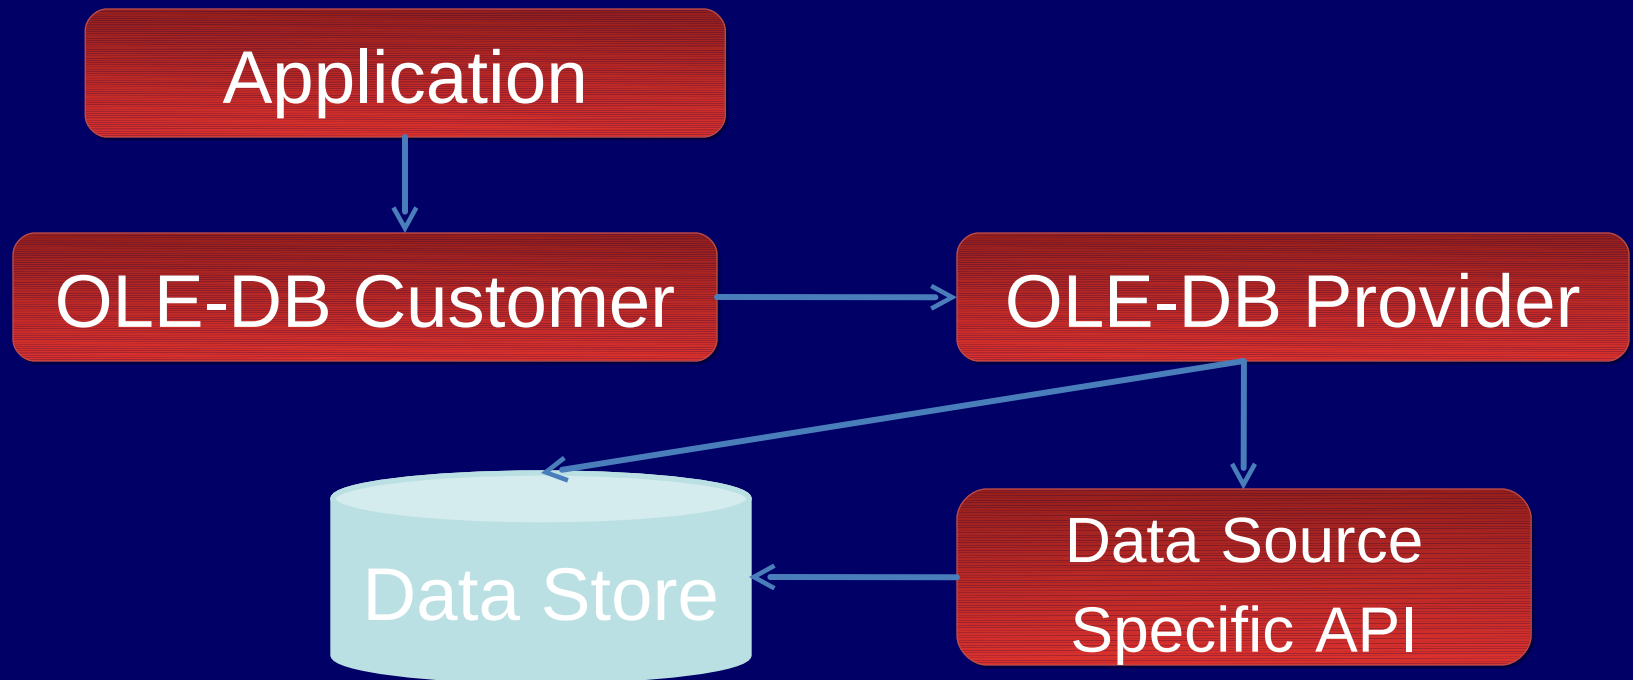 Application
OLE-DB Customer
OLE-DB Provider
Data Store
Data Source
Specific API